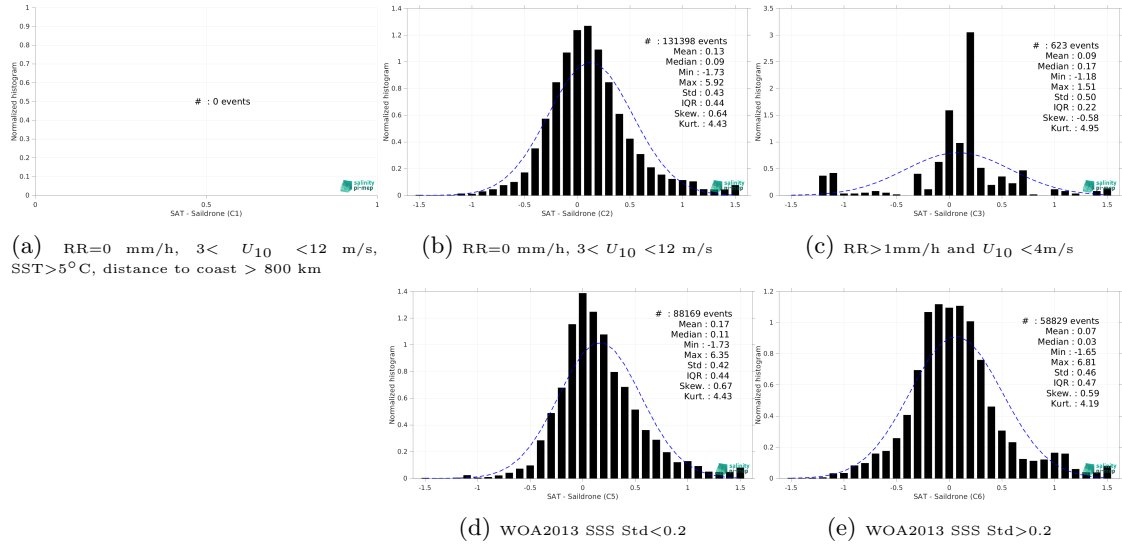 1
0.9
0.8
0.7
0.6
0.5
0.4
0.3
0.2
0.1
0
Normalized histogram
# : 0 events
salinity
pi-mep
0 0.5 1
SAT - Saildrone (C1)
(a) RR=0 mm/h, 3< U10 <12 m/s,
SST>5°C, distance to coast > 800 km
1.4
1.2
1
0.8
0.6
0.4
0.2
0
Normalized histogram
# : 131398 events
Mean : 0.13
Median : 0.09
Min : -1.73
Max : 5.92
Std : 0.43
IQR : 0.44
Skew. : 0.64
Kurt. : 4.43
salinity
pi-mep
-1.5 -1 -0.5 0 0.5 1 1.5
SAT - Saildrone (C2)
(b) RR=0 mm/h, 3< U10 <12 m/s
3.5
3
2.5
2
1.5
1
0.5
0
Normalized histogram
# : 623 events
Mean : 0.09
Median : 0.17
Min : -1.18
Max : 1.51
Std : 0.50
IQR : 0.22
Skew. : -0.58
Kurt. : 4.95
salinity
pi-mep
-1.5 -1 -0.5 0 0.5 1 1.5
SAT - Saildrone (C3)
(c) RR>1mm/h and U10 <4m/s
1.4
1.2
1
0.8
0.6
0.4
0.2
0
Normalized histogram
# : 88169 events
Mean : 0.17
Median : 0.11
Min : -1.73
Max : 6.35
Std : 0.42
IQR : 0.44
Skew. : 0.67
Kurt. : 4.43
salinity
pi-mep
-1.5 -1 -0.5 0 0.5 1 1.5
SAT - Saildrone (C5)
(d) WOA2013 SSS Std<0.2
1.2
1
0.8
0.6
0.4
0.2
0
Normalized histogram
# : 58829 events
Mean : 0.07
Median : 0.03
Min : -1.65
Max : 6.81
Std : 0.46
IQR : 0.47
Skew. : 0.59
Kurt. : 4.19
salinity
pi-mep
-1.5 -1 -0.5 0 0.5 1 1.5
SAT - Saildrone (C6)
(e) WOA2013 SSS Std>0.2